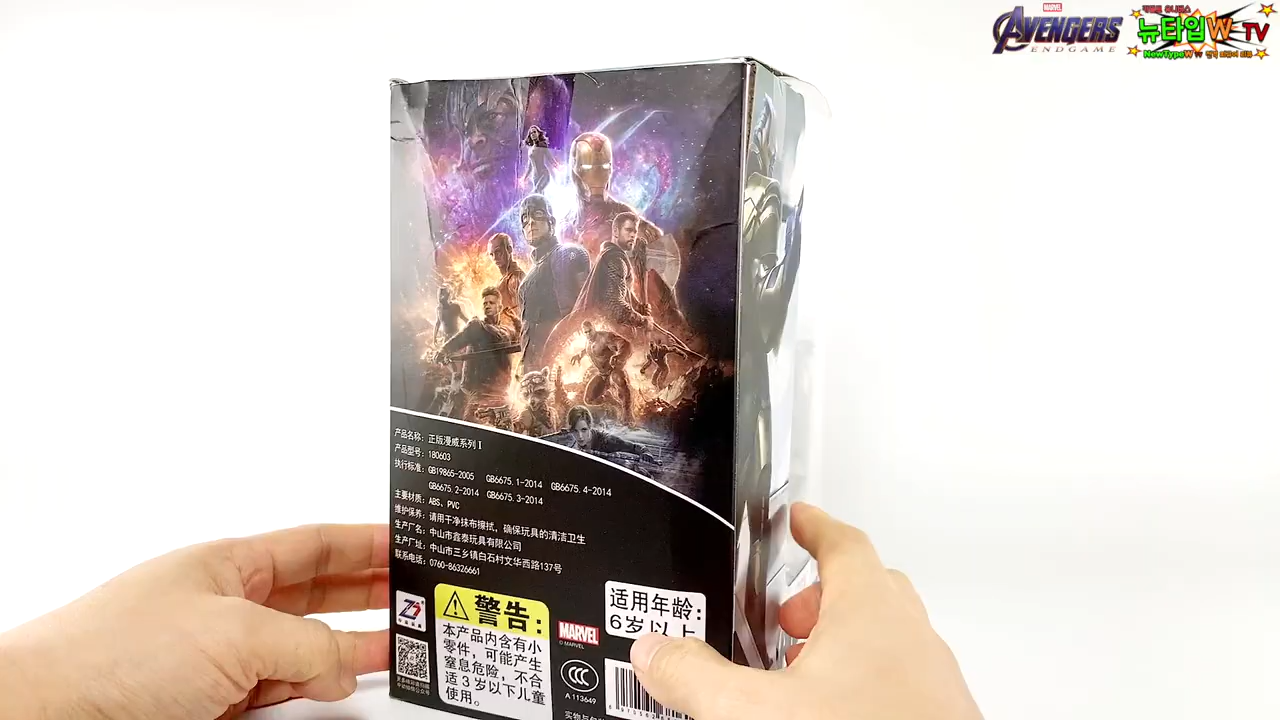 MARVEL
AVENGERS
ENDGAME
뉴타입W TV
产品名称: 正版漫威系列 I
产品型号: 180603
执行标准: GB19865-2005 GB6675.1-2014 GB6675.4-2014
GB6675.2-2014 GB6675.3-2014
主要材质: ABS、PVC
维护保养: 请用干净抹布擦拭，确保玩具的清洁卫生
生产厂名: 中山市鑫泰玩具有限公司
生产厂址: 中山市三乡镇白石村文华西路137号
联系电话: 0760-86326661
警告:
本产品内含有小
零件，可能产生
窒息危险，不合
适3岁以下儿童
使用。
MARVEL
© MARVEL
CCC
A 113649
适用年龄:
6岁以上